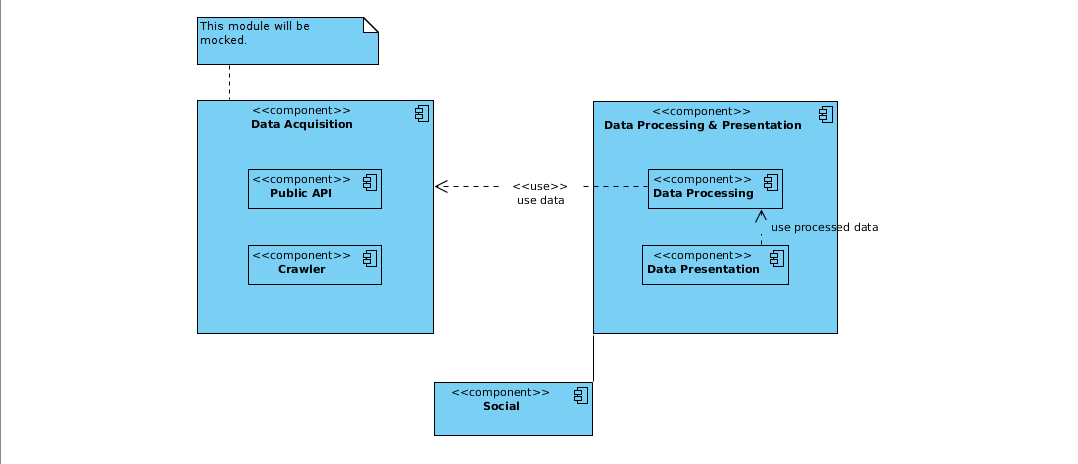 This module will be
mocked.
<<component>>
Data Acquisition
<<component>>
Public API
<<component>>
Crawler
<<use>>
use data
<<component>>
Data Processing & Presentation
<<component>>
Data Processing
use processed data
<<component>>
Data Presentation
<<component>>
Social